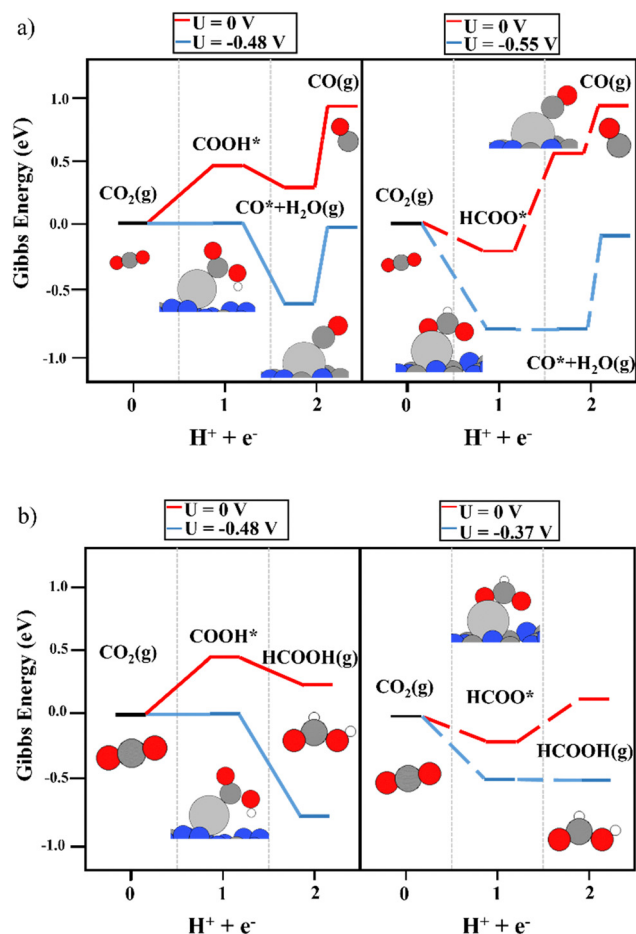 a)
U = 0 V
U = -0.48 V
U = 0 V
U = -0.55 V
Gibbs Energy (eV)
1.0
0.5
0.0
-0.5
-1.0
CO₂(g)
COOH*
CO*+H₂O(g)
CO(g)
CO₂(g)
HCOO*
CO(g)
CO*+H₂O(g)
0
1
2
0
1
2
H⁺ + e⁻
H⁺ + e⁻
b)
U = 0 V
U = -0.48 V
U = 0 V
U = -0.37 V
Gibbs Energy (eV)
1.0
0.5
0.0
-0.5
-1.0
CO₂(g)
COOH*
HCOOH(g)
CO₂(g)
HCOO*
HCOOH(g)
0
1
2
0
1
2
H⁺ + e⁻
H⁺ + e⁻